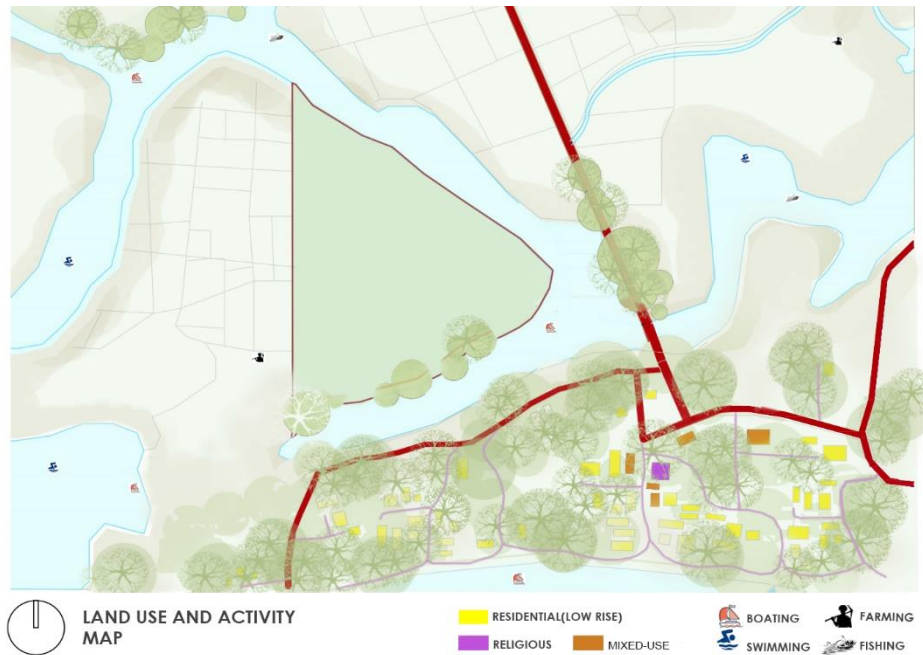 LAND USE AND ACTIVITY
MAP
RESIDENTIAL(LOW RISE)
RELIGIOUS
MIXED-USE
BOATING
FARMING
SWIMMING
FISHING